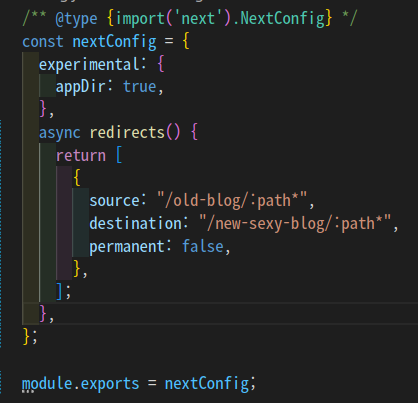 /** @type {import('next').NextConfig} */
const nextConfig = {
  experimental: {
    appDir: true,
  },
  async redirects() {
    return [
      {
        source: "/old-blog/:path*",
        destination: "/new-sexy-blog/:path*",
        permanent: false,
      },
    ];
  },
};

module.exports = nextConfig;